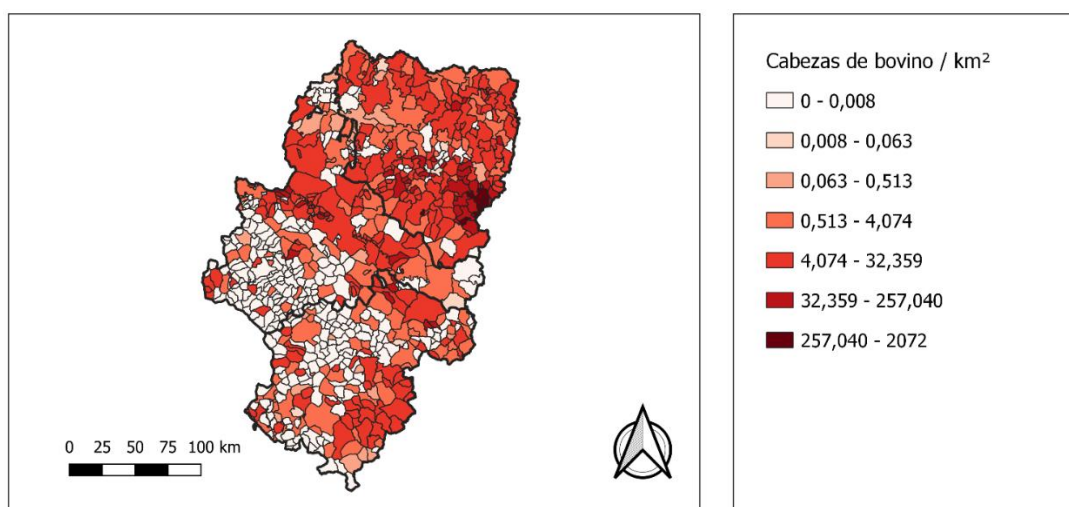 Cabezas de bovino / km²
0 - 0,008
0,008 - 0,063
0,063 - 0,513
0,513 - 4,074
4,074 - 32,359
32,359 - 257,040
257,040 - 2072
0 25 50 75 100 km